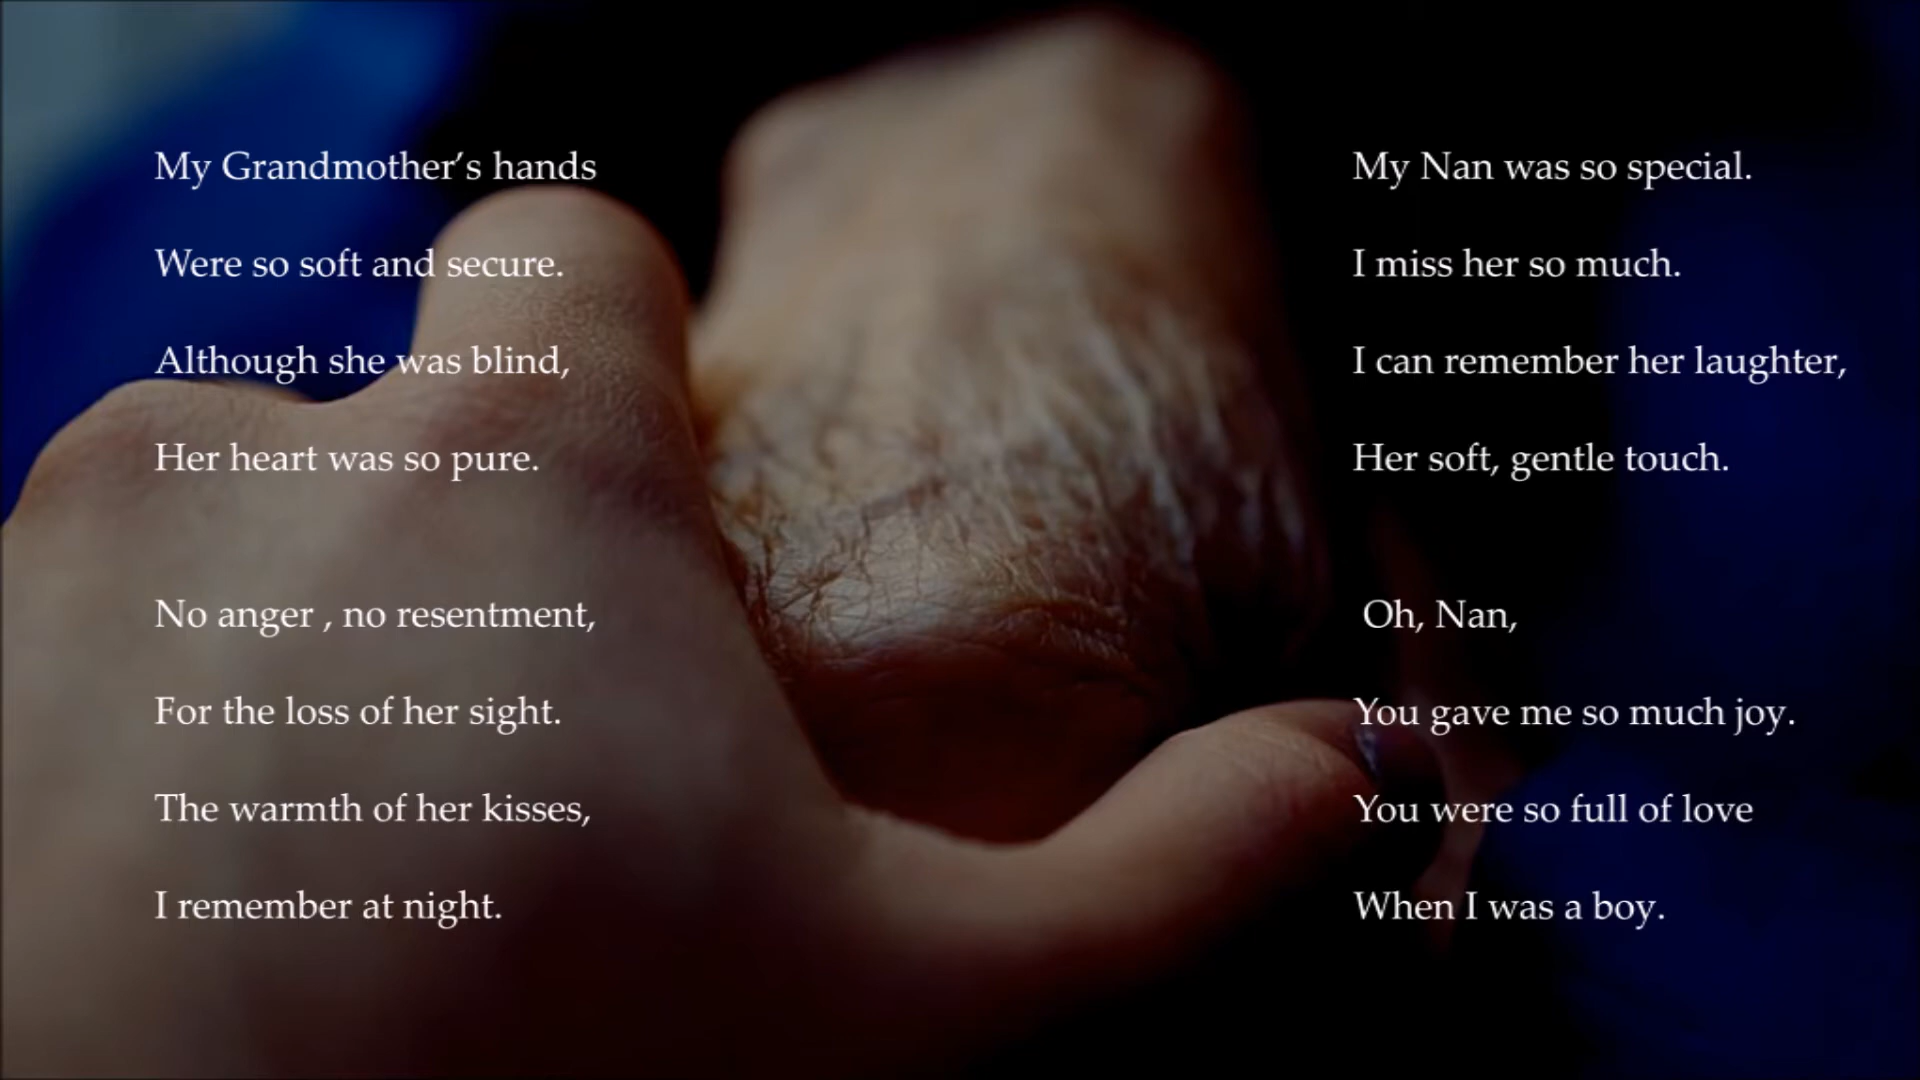 My Grandmother’s hands
Were so soft and secure.
Although she was blind,
Her heart was so pure.
No anger , no resentment,
For the loss of her sight.
The warmth of her kisses,
I remember at night.
My Nan was so special.
I miss her so much.
I can remember her laughter,
Her soft, gentle touch.
Oh, Nan,
You gave me so much joy.
You were so full of love
When I was a boy.